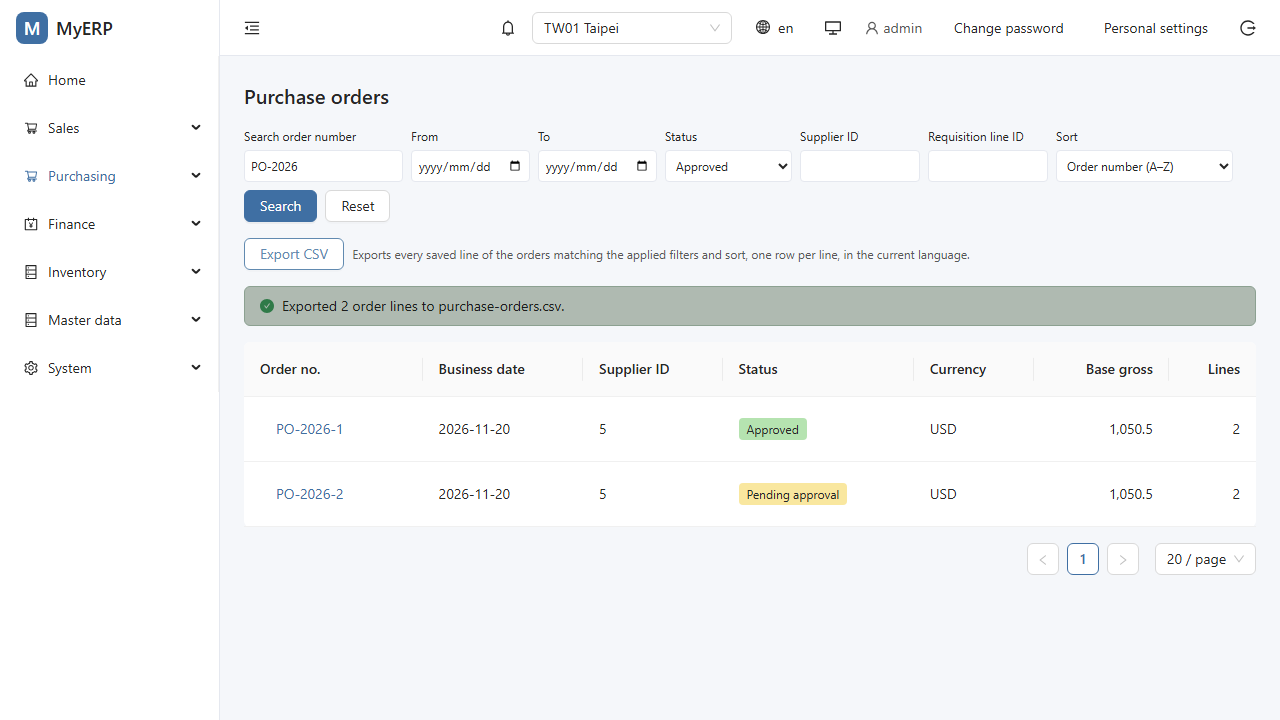 M MyERP
TW01 Taipei
en
admin
Change password
Personal settings
Home
Sales
Purchasing
Finance
Inventory
Master data
System
Purchase orders
Search order number
From
To
Status
Supplier ID
Requisition line ID
Sort
PO-2026
yyyy/mm/dd
yyyy/mm/dd
Approved
Order number (A–Z)
Search
Reset
Export CSV
Exports every saved line of the orders matching the applied filters and sort, one row per line, in the current language.
Exported 2 order lines to purchase-orders.csv.
Order no. Business date Supplier ID Status Currency Base gross Lines
PO-2026-1 2026-11-20 5 Approved USD 1,050.5 2
PO-2026-2 2026-11-20 5 Pending approval USD 1,050.5 2
< 1 > 20 / page